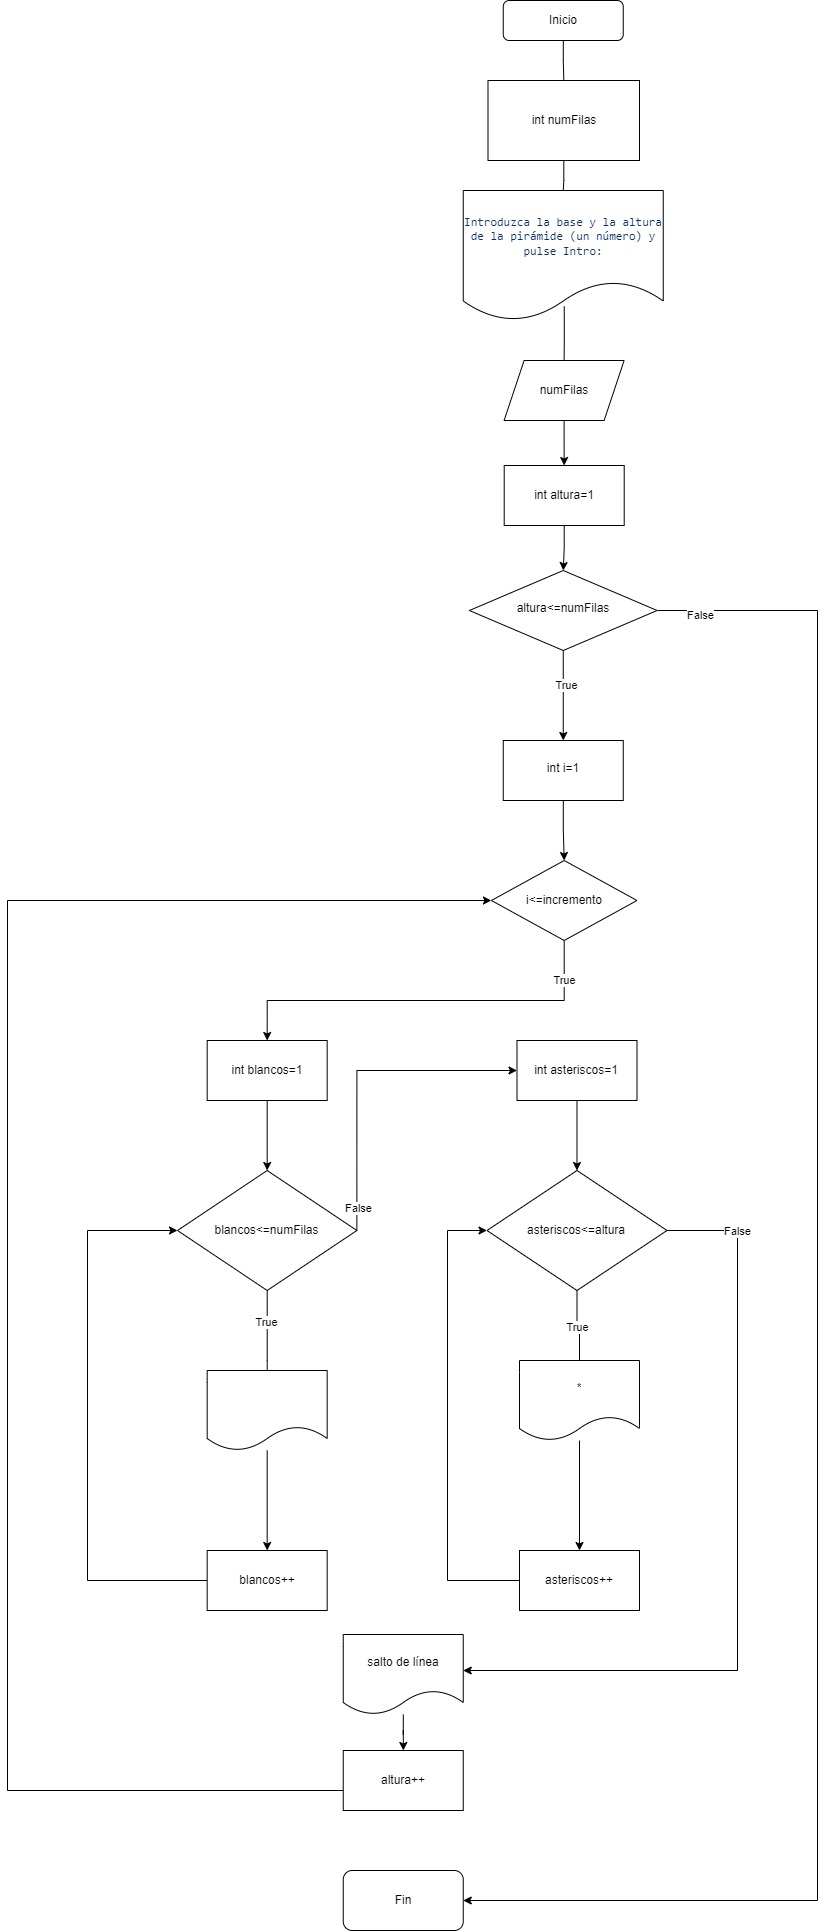 Inicio
int numFilas
Introduzca la base y la altura
de la pirámide (un número) y
pulse Intro:
numFilas
int altura=1
altura<=numFilas
False
True
int i=1
i<=incremento
True
int blancos=1
int asteriscos=1
False
blancos<=numFilas
asteriscos<=altura
False
True
True
*
blancos++
asteriscos++
salto de línea
altura++
Fin